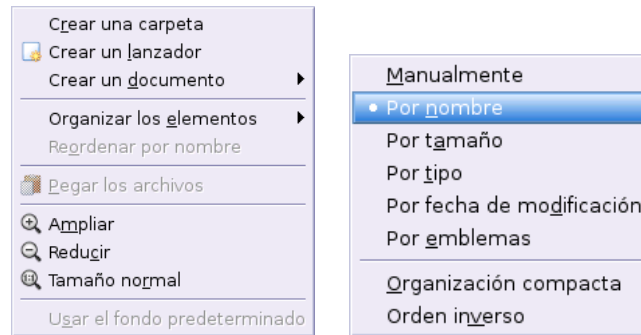 Crear una carpeta
Crear un lanzador
Crear un documento
Organizar los elementos
Reordenar por nombre
Pegar los archivos
Ampliar
Reducir
Tamaño normal
Usar el fondo predeterminado
Manualmente
Por nombre
Por tamaño
Por tipo
Por fecha de modificación
Por emblemas
Organización compacta
Orden inverso